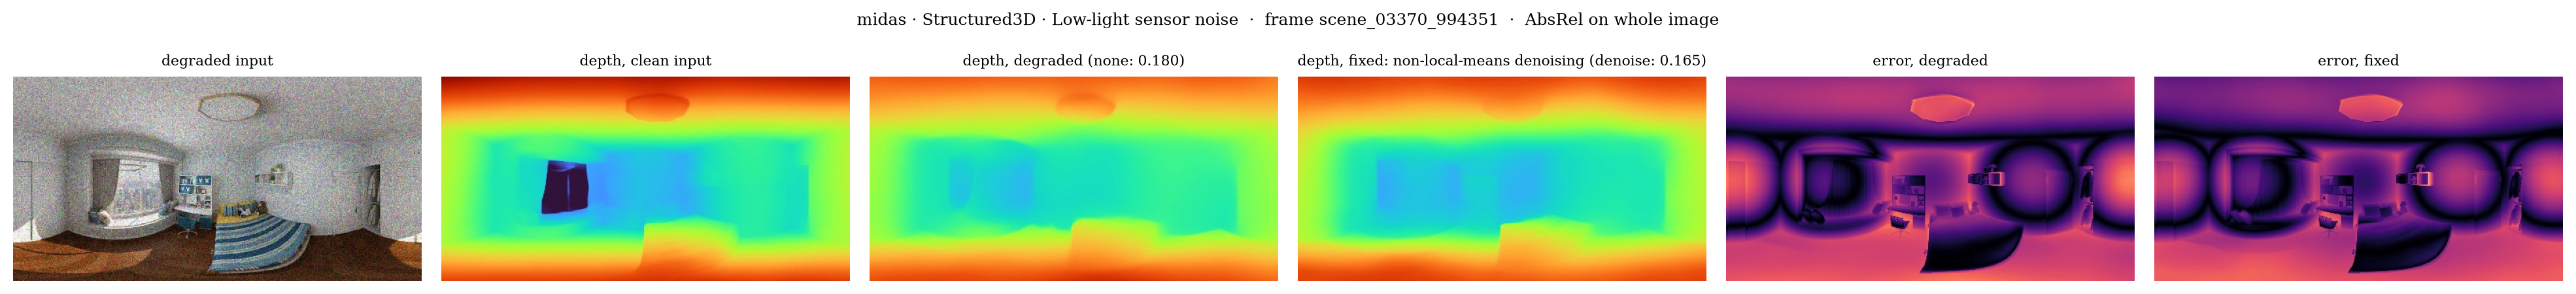 midas · Structured3D · Low-light sensor noise · frame scene_03370_994351 · AbsRel on whole image
degraded input
depth, clean input
depth, degraded (none: 0.180)
depth, fixed: non-local-means denoising (denoise: 0.165)
error, degraded
error, fixed